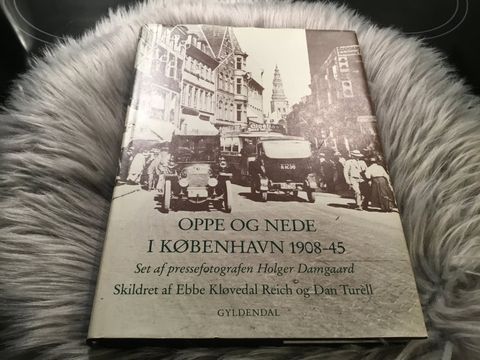 OPPE OG NEDE
I KØBENHAVN 1908-45
Set af pressefotografen Holger Damgaard
Skildret af Ebbe Kløvedal Reich og Dan Turèll
GYLDENDAL